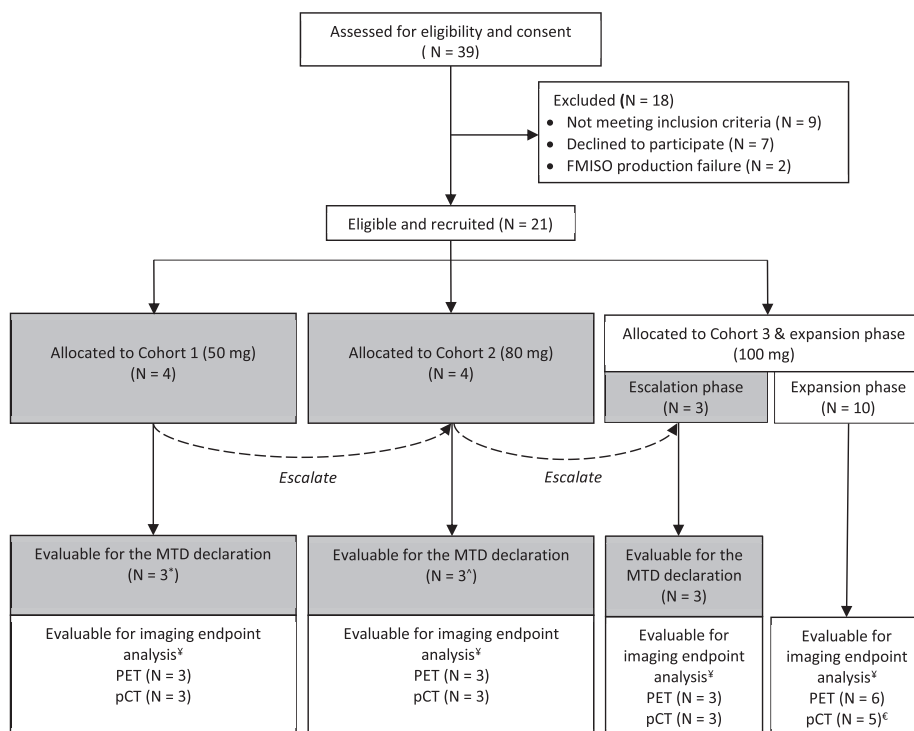 Assessed for eligibility and consent
( N = 39)
Excluded (N = 18)
• Not meeting inclusion criteria (N = 9)
• Declined to participate (N = 7)
• FMISO production failure (N = 2)
Eligible and recruited (N = 21)
Allocated to Cohort 1 (50 mg)
(N = 4)
Allocated to Cohort 2 (80 mg)
(N = 4)
Allocated to Cohort 3 & expansion phase
(100 mg)
Escalation phase
(N = 3)
Expansion phase
(N = 10)
Escalate
Escalate
Evaluable for the MTD declaration
(N = 3*)
Evaluable for imaging endpoint
analysis¥
PET (N = 3)
pCT (N = 3)
Evaluable for the MTD declaration
(N = 3^)
Evaluable for imaging endpoint
analysis¥
PET (N = 3)
pCT (N = 3)
Evaluable for the
MTD declaration
(N = 3)
Evaluable for
imaging endpoint
analysis¥
PET (N = 3)
pCT (N = 3)
Evaluable for
imaging endpoint
analysis¥
PET (N = 6)
pCT (N = 5)€